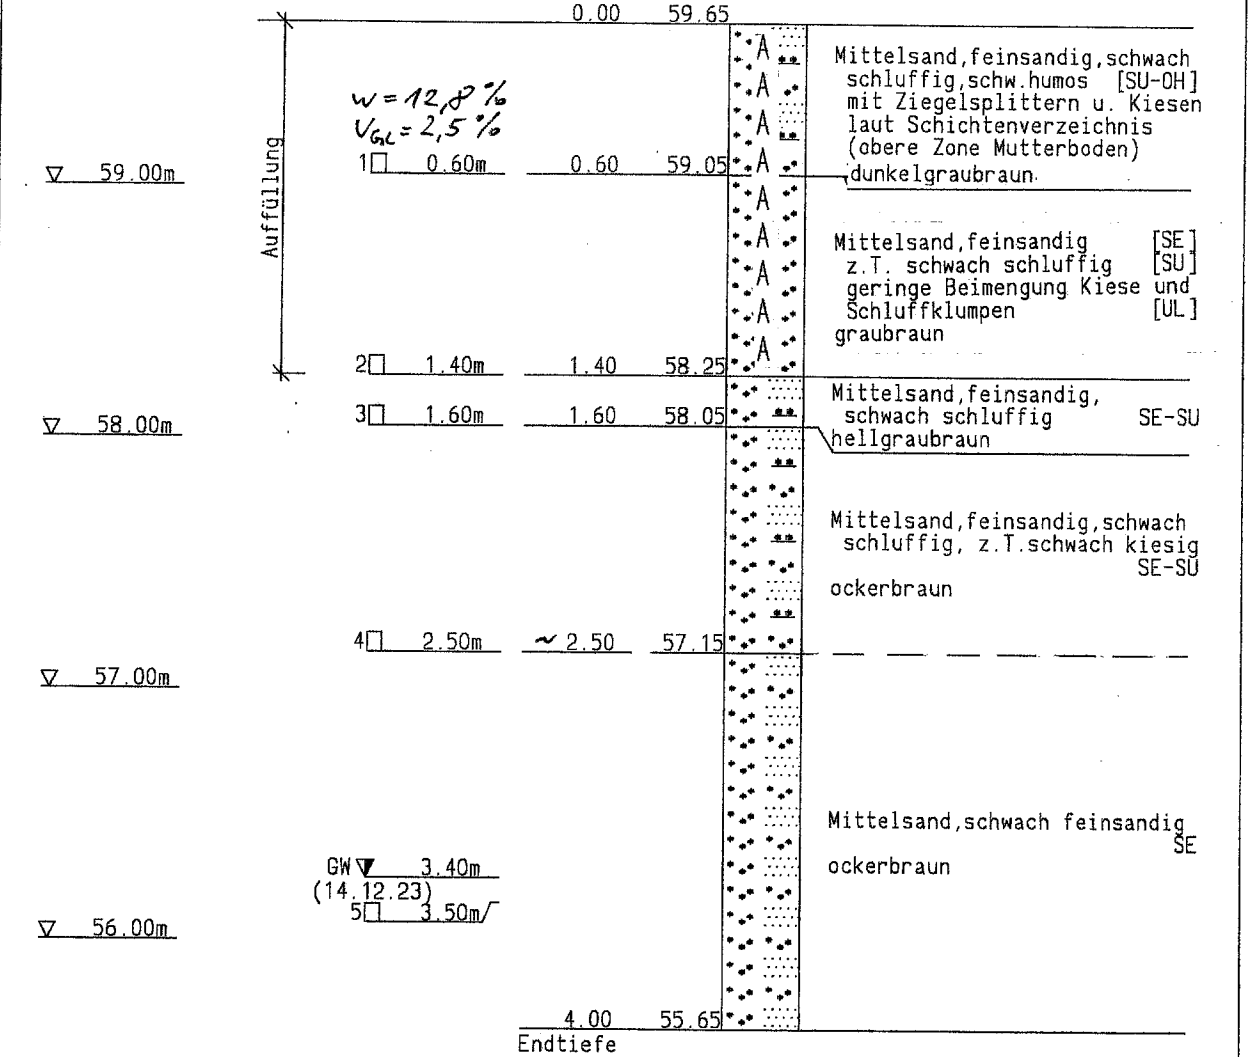 0.00 59.65
Mittelsand,feinsandig,schwach
schluffig,schw.humos [SU-OH]
mit Ziegelsplittern u. Kiesen
laut Schichtenverzeichnis
(obere Zone Mutterboden)
dunkelgraubraun
w = 12,8 %
VGL = 2,5 %
1 0.60m 0.60 59.05
59.00m
Auffüllung
A
A
A
A
A
A
A
A
A
Mittelsand,feinsandig [SE]
z.T. schwach schluffig [SU]
geringe Beimengung Kiese und
Schluffklumpen [UL]
graubraun
2 1.40m 1.40 58.25
Mittelsand,feinsandig,
schwach schluffig SE-SU
hellgraubraun
3 1.60m 1.60 58.05
58.00m
Mittelsand,feinsandig,schwach
schluffig, z.T.schwach kiesig
SE-SU
ockerbraun
4 2.50m ~ 2.50 57.15
57.00m
Mittelsand,schwach feinsandig
SE
ockerbraun
GW 3.40m
(14.12.23)
5 3.50m
56.00m
4.00 55.65
Endtiefe